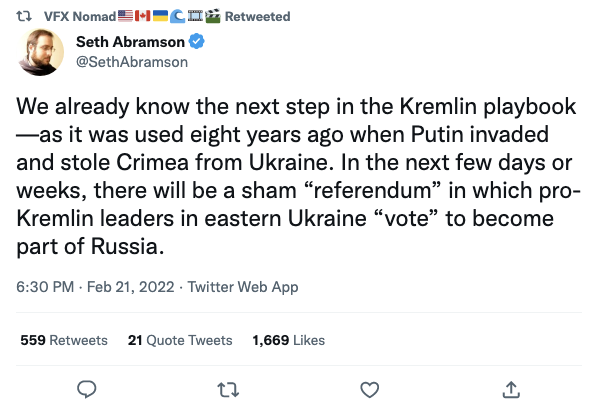 VFX Nomad🇺🇸🇨🇦🇺🇦🌊🎞️🎬 Retweeted
Seth Abramson
@SethAbramson
We already know the next step in the Kremlin playbook
—as it was used eight years ago when Putin invaded
and stole Crimea from Ukraine. In the next few days or
weeks, there will be a sham “referendum” in which pro-
Kremlin leaders in eastern Ukraine “vote” to become
part of Russia.
6:30 PM · Feb 21, 2022 · Twitter Web App
559 Retweets 21 Quote Tweets 1,669 Likes